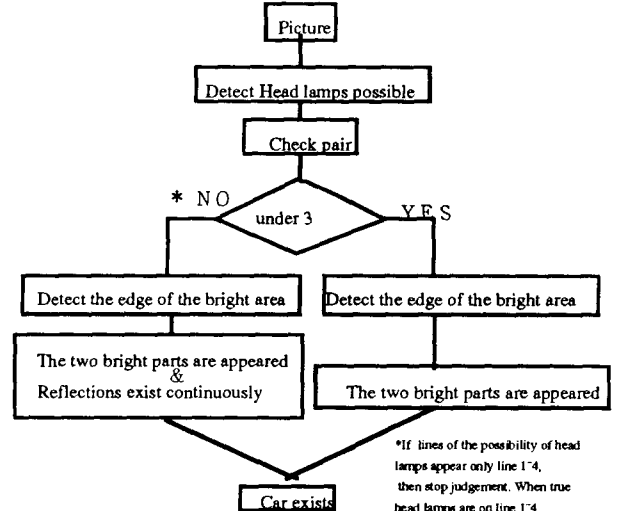 Picture
Detect Head lamps possible
Check pair
* NO
under 3
YES
Detect the edge of the bright area
Detect the edge of the bright area
The two bright parts are appeared
&
Reflections exist continuously
The two bright parts are appeared
*If lines of the possibility of head
lamps appear only line 1~4,
then stop judgement. When true
head lamps are on line 1~4
Car exists